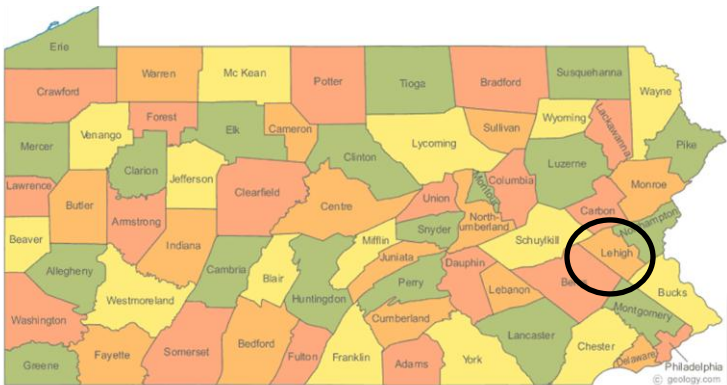 Erie
Warren
Mc Kean
Potter
Tioga
Bradford
Susquehanna
Wayne
Crawford
Forest
Venango
Elk
Cameron
Lycoming
Sullivan
Wyoming
Lackawanna
Pike
Mercer
Clarion
Jefferson
Clinton
Luzerne
Monroe
Lawrence
Butler
Armstrong
Clearfield
Centre
Union
Montour
Columbia
Carbon
Northampton
Beaver
Indiana
Mifflin
Snyder
North-
umberland
Schuylkill
Lehigh
Allegheny
Cambria
Blair
Huntingdon
Juniata
Perry
Dauphin
Lebanon
Bucks
Westmoreland
Cumberland
Montgomery
Washington
Somerset
Bedford
Fulton
Franklin
Adams
York
Lancaster
Chester
Delaware
Philadelphia
Greene
Fayette
© geology.com